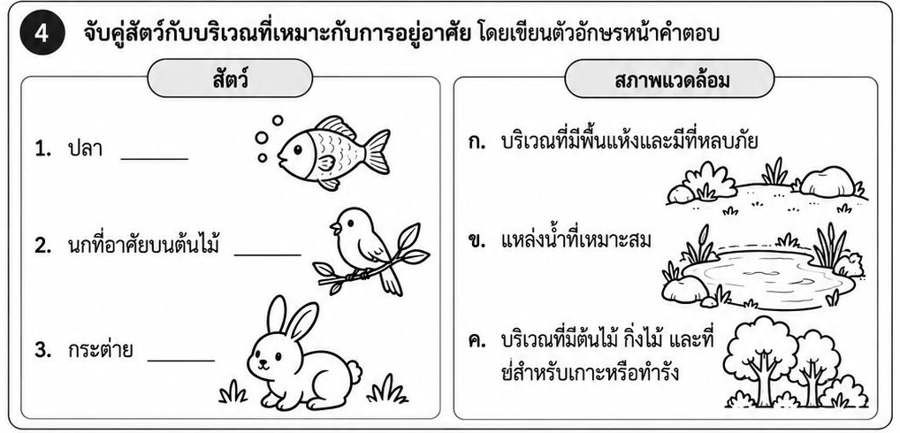 4 จับคู่สัตว์กับบริเวณที่เหมาะกับการอยู่อาศัย โดยเขียนตัวอักษรหน้าคำตอบ
สัตว์
1. ปลา ______
2. นกที่อาศัยบนต้นไม้ ______
3. กระต่าย ______
สภาพแวดล้อม
ก. บริเวณที่มีพื้นแห้งและมีที่หลบภัย
ข. แหล่งน้ำที่เหมาะสม
ค. บริเวณที่มีต้นไม้ กิ่งไม้ และที่
สำหรับเกาะหรือทำรัง